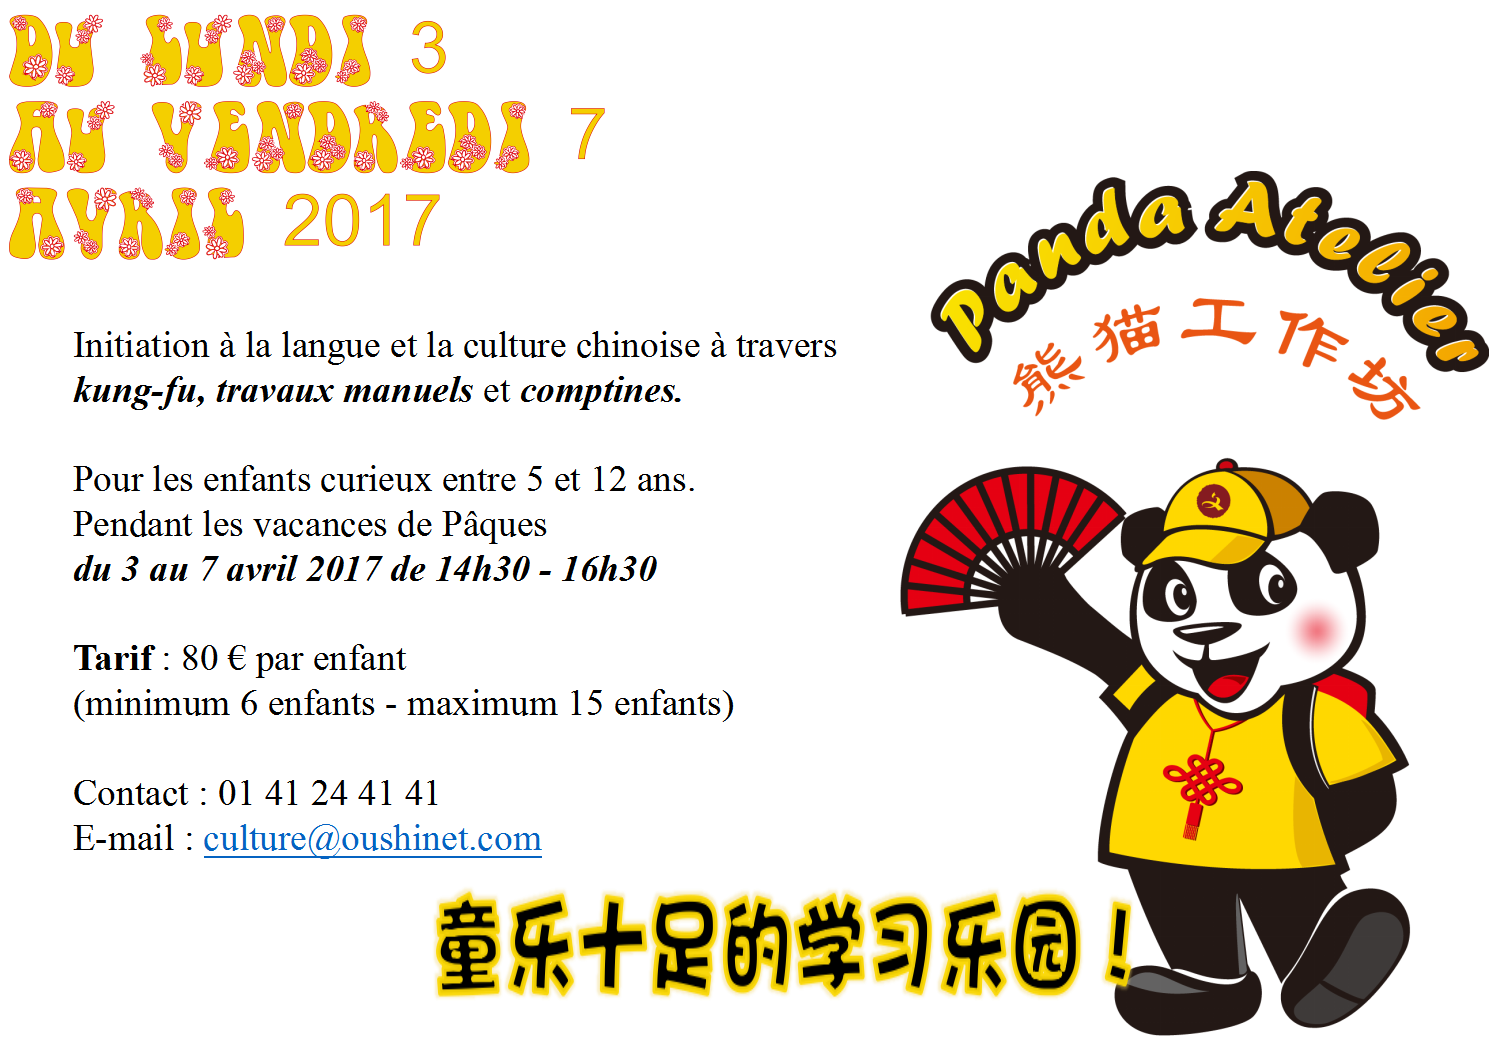 DU LUNDI 3
AU VENDREDI 7
AVRIL 2017
Panda Atelier
熊猫工作坊
Initiation à la langue et la culture chinoise à travers
kung-fu, travaux manuels et comptines.
Pour les enfants curieux entre 5 et 12 ans.
Pendant les vacances de Pâques
du 3 au 7 avril 2017 de 14h30 - 16h30
Tarif : 80 € par enfant
(minimum 6 enfants - maximum 15 enfants)
Contact : 01 41 24 41 41
E-mail : culture@oushinet.com
童乐十足的学习乐园！